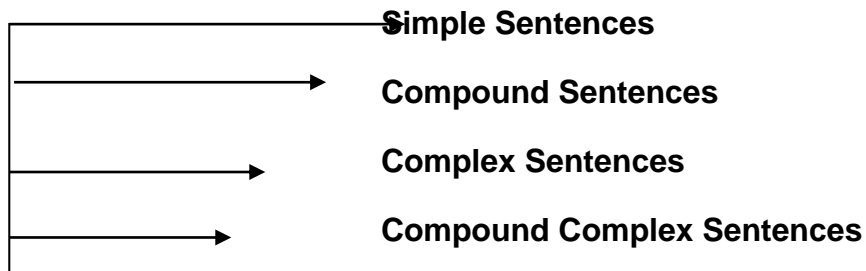 Simple Sentences
Compound Sentences
Complex Sentences
Compound Complex Sentences